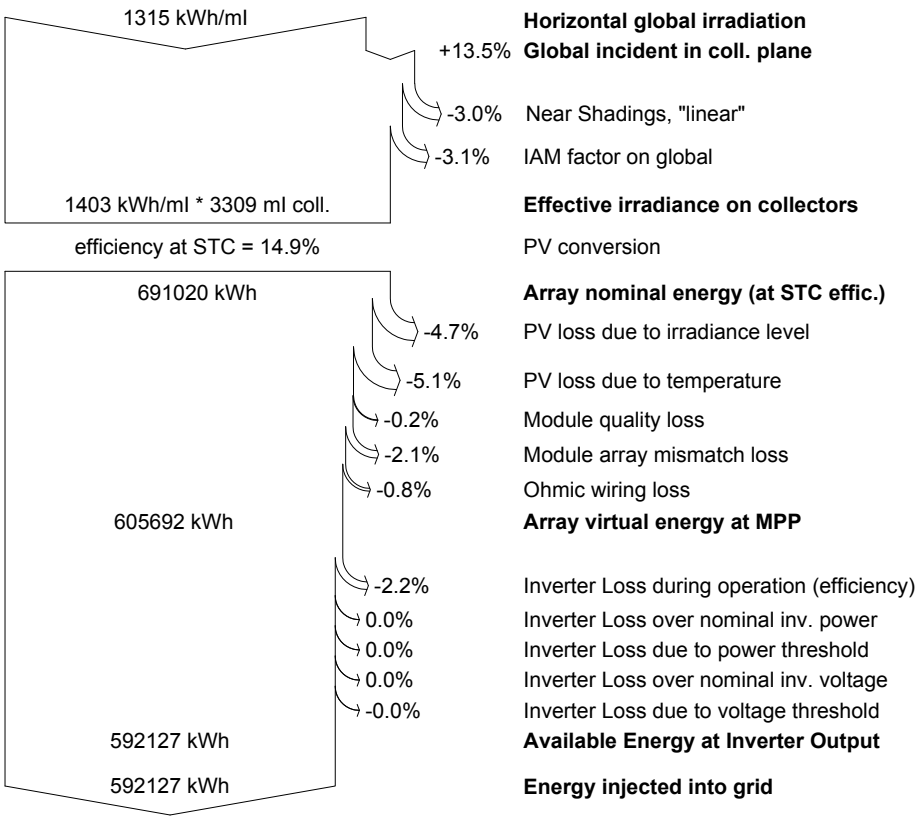 1315 kWh/mI Horizontal global irradiation
+13.5% Global incident in coll. plane
-3.0% Near Shadings, "linear"
-3.1% IAM factor on global
1403 kWh/mI * 3309 mI coll. Effective irradiance on collectors
efficiency at STC = 14.9% PV conversion
691020 kWh Array nominal energy (at STC effic.)
-4.7% PV loss due to irradiance level
-5.1% PV loss due to temperature
-0.2% Module quality loss
-2.1% Module array mismatch loss
-0.8% Ohmic wiring loss
605692 kWh Array virtual energy at MPP
-2.2% Inverter Loss during operation (efficiency)
0.0% Inverter Loss over nominal inv. power
0.0% Inverter Loss due to power threshold
0.0% Inverter Loss over nominal inv. voltage
-0.0% Inverter Loss due to voltage threshold
592127 kWh Available Energy at Inverter Output
592127 kWh Energy injected into grid